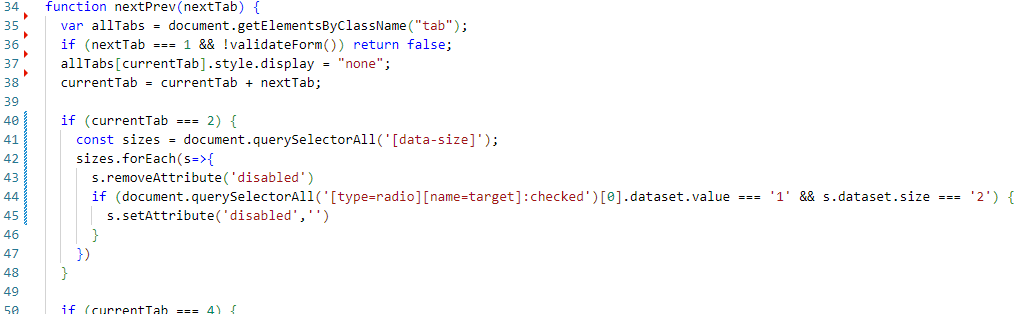 34 function nextPrev(nextTab) {
35 var allTabs = document.getElementsByClassName("tab");
36 if (nextTab === 1 && !validateForm()) return false;
37 allTabs[currentTab].style.display = "none";
38 currentTab = currentTab + nextTab;
39
40 if (currentTab === 2) {
41 const sizes = document.querySelectorAll('[data-size]');
42 sizes.forEach(s=>{
43 s.removeAttribute('disabled')
44 if (document.querySelectorAll('[type=radio][name=target]:checked')[0].dataset.value === '1' && s.dataset.size === '2') {
45 s.setAttribute('disabled','')
46 }
47 })
48 }
49
50 if (currentTab === 4) {